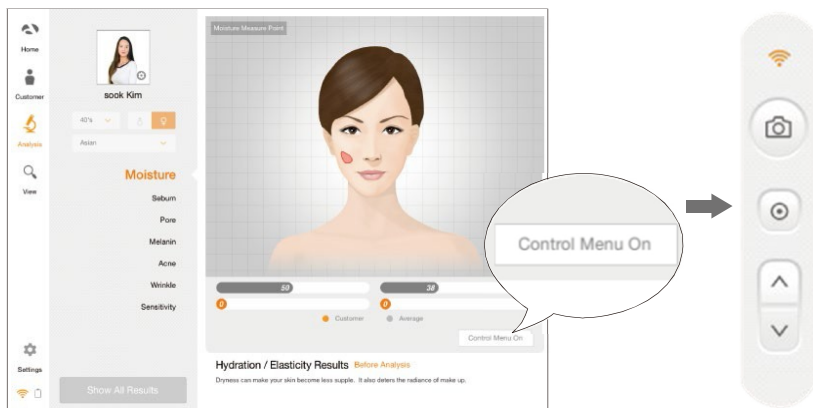 Home
Customer
Analysis
View
Settings
sook Kim
40's
Asian
Moisture
Sebum
Pore
Melanin
Acne
Wrinkle
Sensitivity
Show All Results
Moisture Measure Point
50
38
0
0
Customer
Average
Control Menu On
Hydration / Elasticity Results Before Analysis
Dryness can make your skin become less supple. It also deters the radiance of make up.
Control Menu On